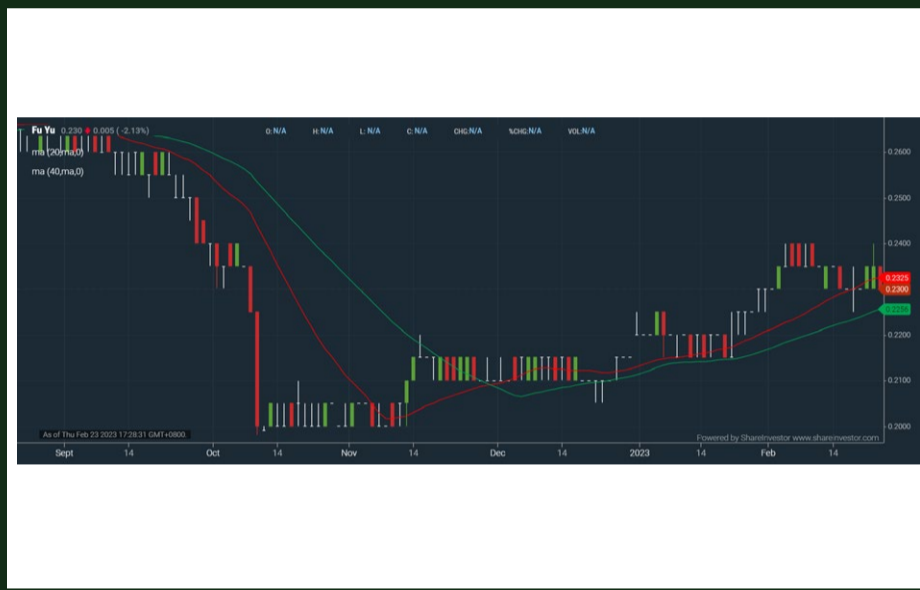 Fu Yu 0.230 0.005 (-2.13%) O: N/A H: N/A L: N/A C: N/A CHG: N/A %CHG: N/A VOL: N/A
ma (20,ma,0)
ma (40,ma,0)
0.2600
0.2500
0.2400
0.2325
0.2300
0.2200
0.2100
0.2000
As of Thu Feb 23 2023 17:28:31 GMT+0800.
Powered by ShareInvestor www.shareinvestor.com
Sept 14 Oct 14 Nov 14 Dec 14 2023 14 Feb 14